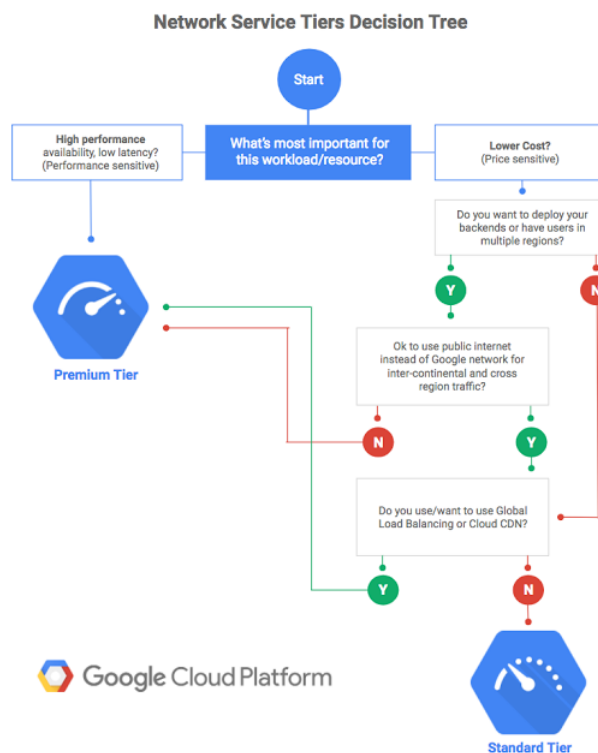 Network Service Tiers Decision Tree
Start
High performance
availability, low latency?
(Performance sensitive)
What's most important for
this workload/resource?
Lower Cost?
(Price sensitive)
Do you want to deploy your
backends or have users in
multiple regions?
Y
N
Ok to use public internet
instead of Google network for
inter-continental and cross
region traffic?
Premium Tier
N
Y
Do you use/want to use Global
Load Balancing or Cloud CDN?
Y
N
Google Cloud Platform
Standard Tier